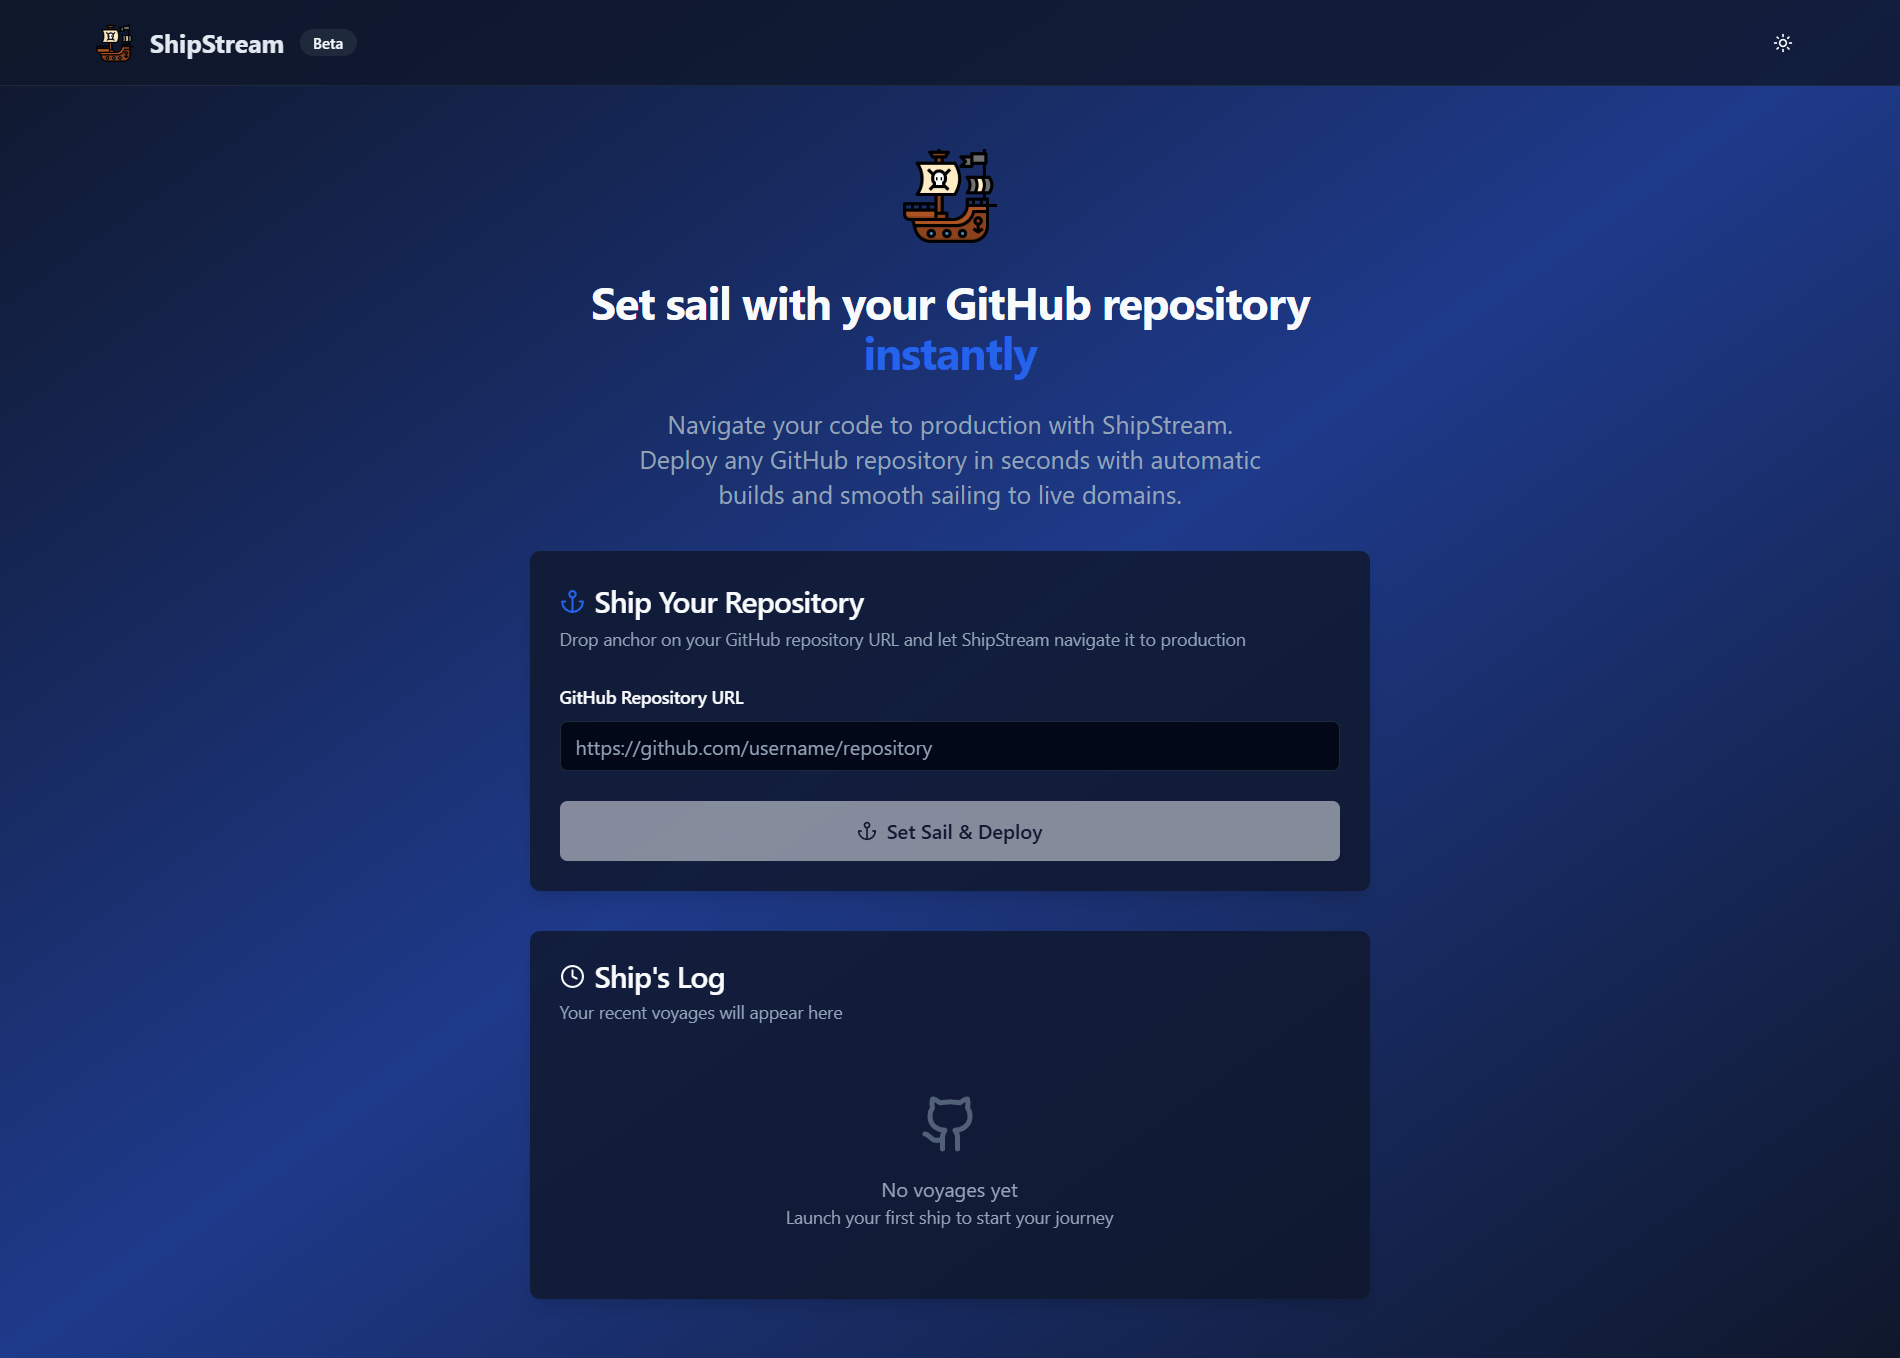 ShipStream Beta
Set sail with your GitHub repository
instantly
Navigate your code to production with ShipStream.
Deploy any GitHub repository in seconds with automatic
builds and smooth sailing to live domains.
Ship Your Repository
Drop anchor on your GitHub repository URL and let ShipStream navigate it to production
GitHub Repository URL
https://github.com/username/repository
Set Sail & Deploy
Ship's Log
Your recent voyages will appear here
No voyages yet
Launch your first ship to start your journey